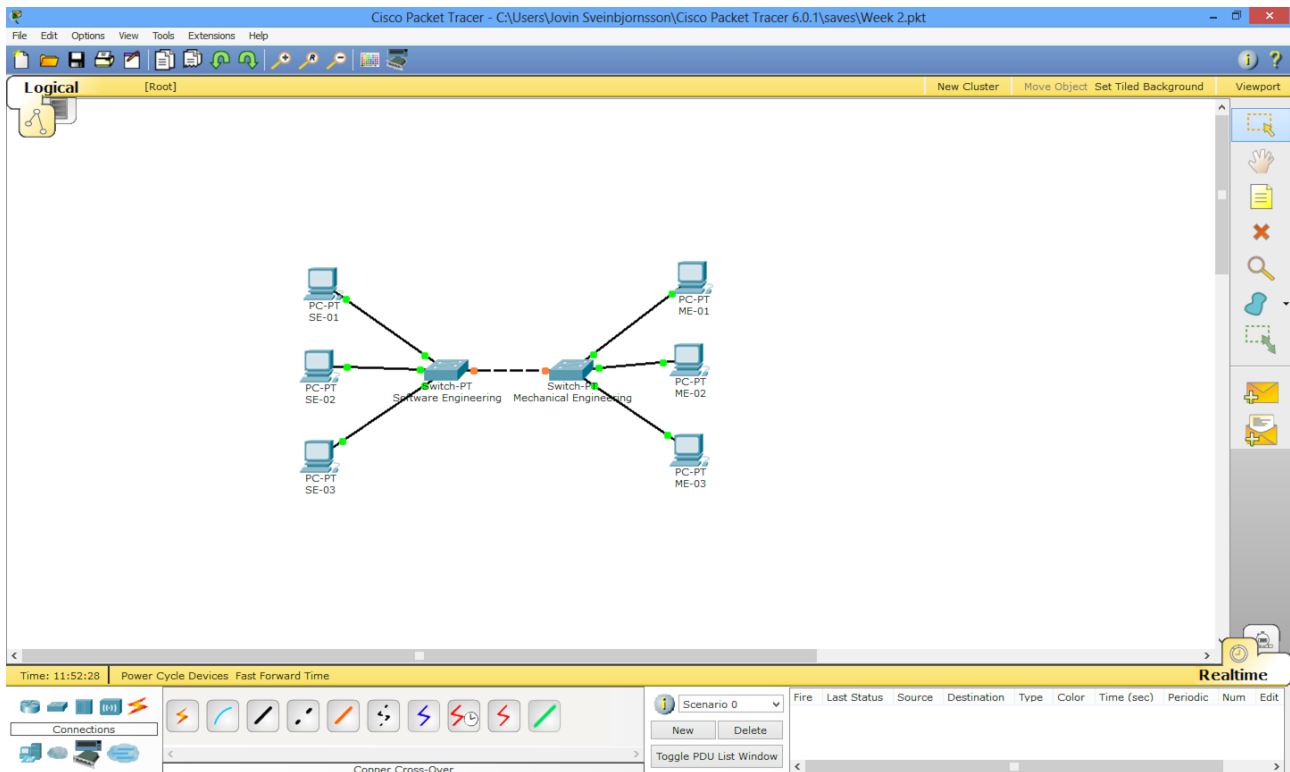 Cisco Packet Tracer - C:\Users\Jovin Sveinbjornsson\Cisco Packet Tracer 6.0.1\saves\Week 2.pkt
File Edit Options View Tools Extensions Help
Logical [Root] New Cluster Move Object Set Tiled Background Viewport
PC-PT
SE-01
PC-PT
ME-01
PC-PT
SE-02
Switch-PT
Software Engineering
Switch-PT
Mechanical Engineering
PC-PT
ME-02
PC-PT
SE-03
PC-PT
ME-03
Time: 11:52:28 Power Cycle Devices Fast Forward Time Realtime
Connections
Copper Cross-Over
Scenario 0
New Delete
Toggle PDU List Window
Fire Last Status Source Destination Type Color Time (sec) Periodic Num Edit